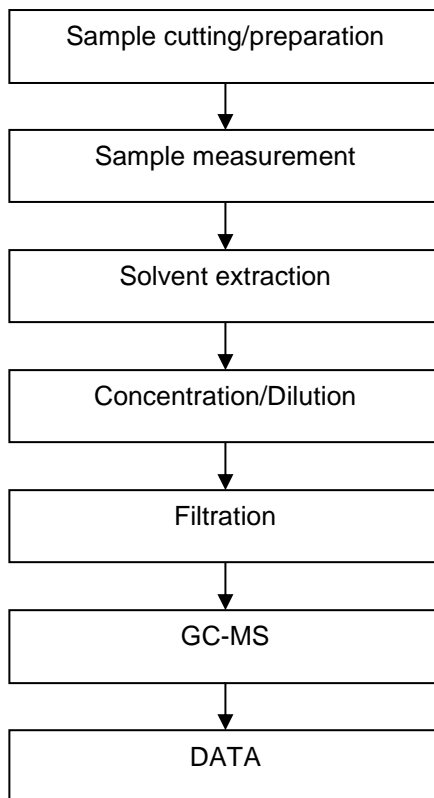 Sample cutting/preparation
Sample measurement
Solvent extraction
Concentration/Dilution
Filtration
GC-MS
DATA